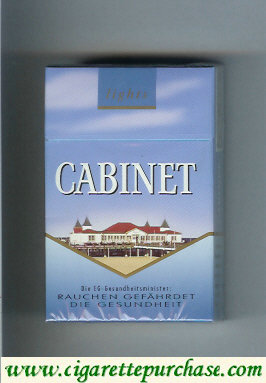 lights
CABINET
Die EG-Gesundheitsminister:
RAUCHEN GEFÄHRDET
DIE GESUNDHEIT
www.cigarettepurchase.com